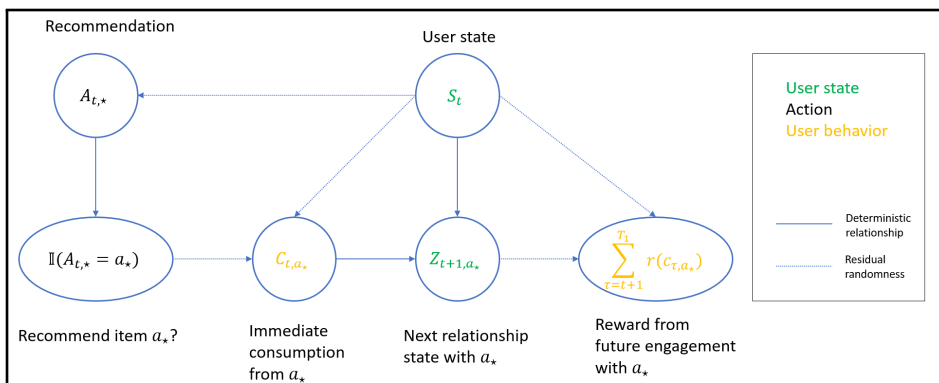 Recommendation
User state
A_{t,⋆}
S_t
User state
Action
User behavior
Deterministic
relationship
Residual
randomness
𝕀(A_{t,⋆} = a_⋆)
C_{t,a_⋆}
Z_{t+1,a_⋆}
\sum_{τ=t+1}^{T_1} r(c_{τ,a_⋆})
Recommend item a_⋆?
Immediate
consumption
from a_⋆
Next relationship
state with a_⋆
Reward from
future engagement
with a_⋆